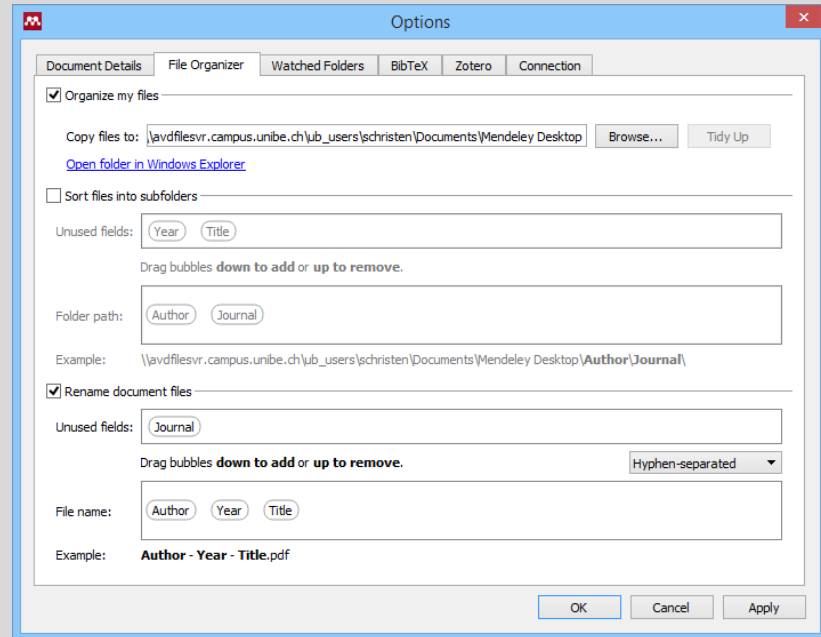 Options
Document Details File Organizer Watched Folders BibTeX Zotero Connection
Organize my files
Copy files to: \\avdfilesvr.campus.unibe.ch\ub_users\schristen\Documents\Mendeley Desktop Browse... Tidy Up
Open folder in Windows Explorer
Sort files into subfolders
Unused fields: Year Title
Drag bubbles down to add or up to remove.
Folder path: Author Journal
Example: \\avdfilesvr.campus.unibe.ch\ub_users\schristen\Documents\Mendeley Desktop\Author\Journal\
Rename document files
Unused fields: Journal
Drag bubbles down to add or up to remove. Hyphen-separated
File name: Author Year Title
Example: Author - Year - Title.pdf
OK Cancel Apply